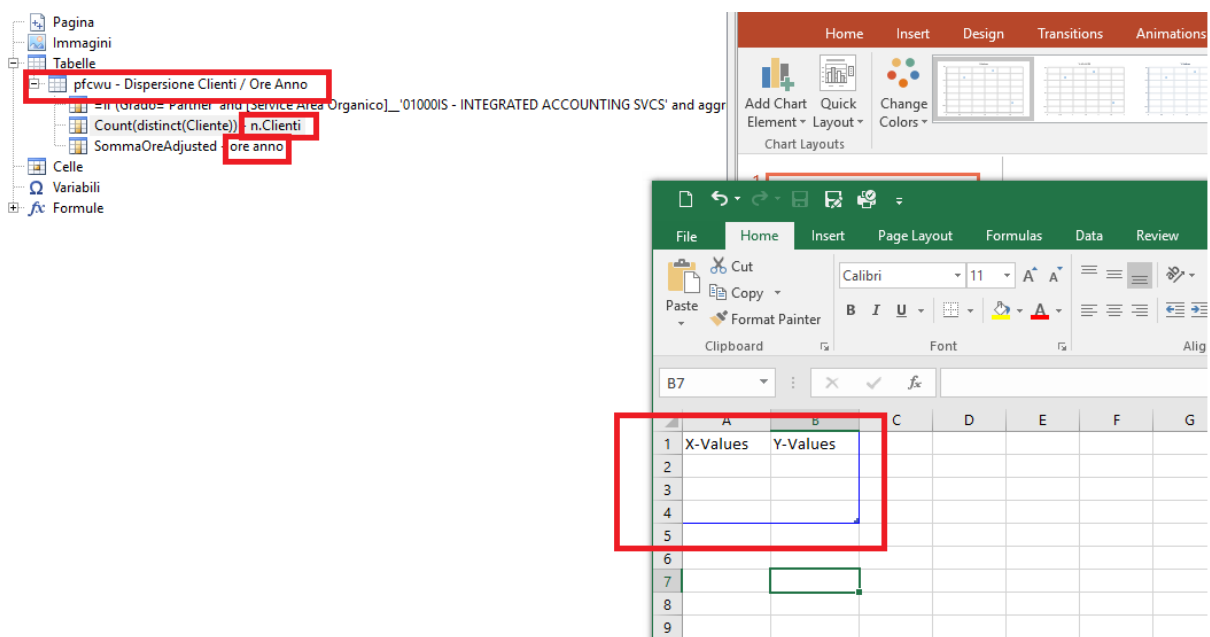 Pagina
Immagini
Tabelle
pfcwu - Dispersione Clienti / Ore Anno
=if (Grado='Partner' and [Service Area Organico]__'01000IS - INTEGRATED ACCOUNTING SVCS' and aggr
Count(distinct(Cliente)) - n.Clienti
SommaOreAdjusted - ore anno
Celle
Variabili
Formule
Home Insert Design Transitions Animations
Add Chart Element
Quick Layout
Change Colors
Chart Layouts
1
File Home Insert Page Layout Formulas Data Review
Paste
Cut
Copy
Format Painter
Clipboard
Calibri 11 A A
B I U A
Font
Alig
B7 fx
A B C D E F G
1 X-Values Y-Values
2
3
4
5
6
7
8
9